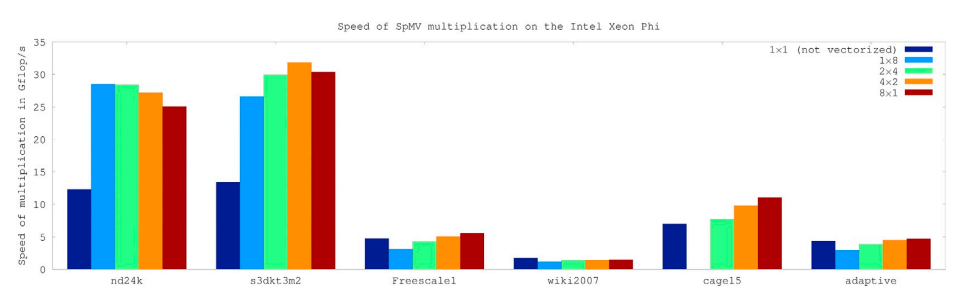 Speed of SpMV multiplication on the Intel Xeon Phi
Speed of multiplication in Gflop/s
35
30
25
20
15
10
5
0
1×1 (not vectorized)
1×8
2×4
4×2
8×1
nd24k
s3dkt3m2
Freescale1
wiki2007
cage15
adaptive